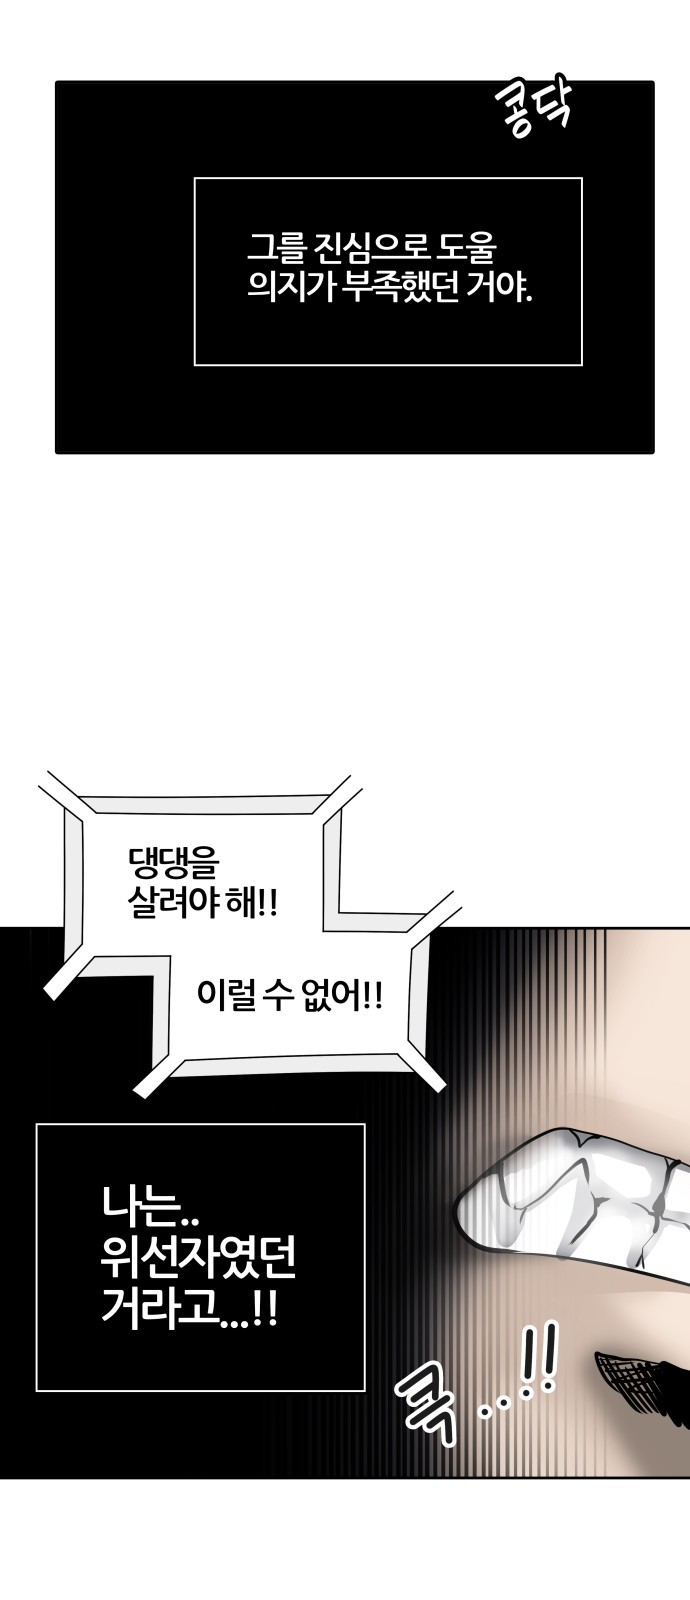 콩닥
그를 진심으로 도울
의지가 부족했던 거야.
댕댕을
살려야 해!!
이럴 수 없어!!
나는..
위선자였던
거라고...!!
큭...!!